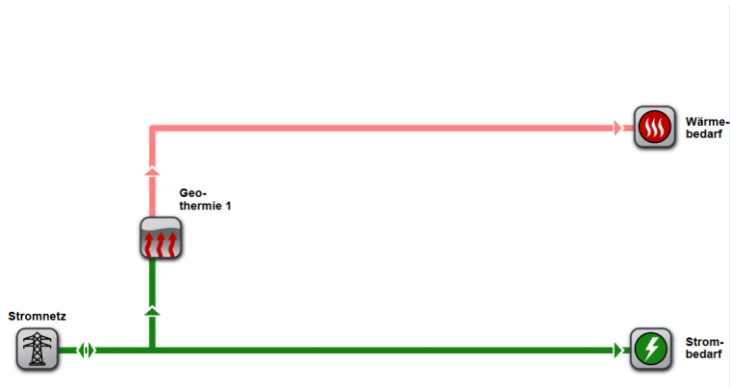 Wärme-
bedarf
Geo-
thermie 1
Stromnetz
Strom-
bedarf